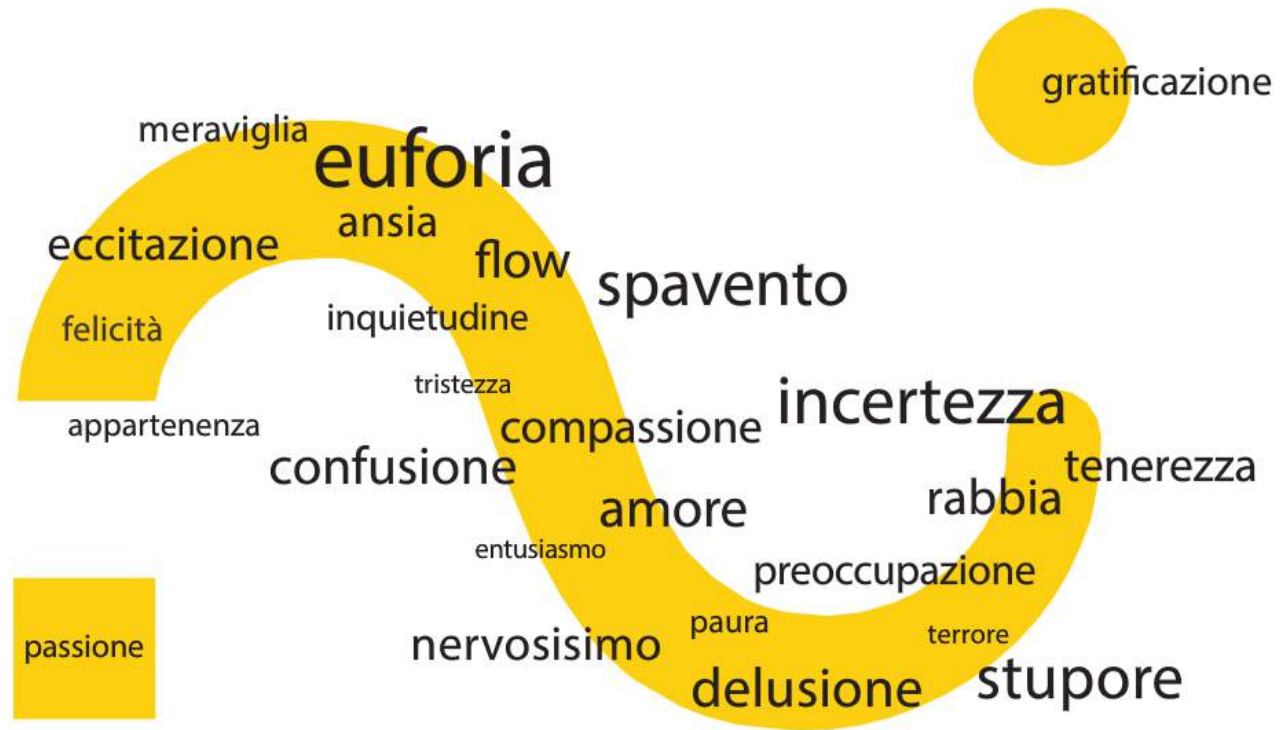 gratificazione
meraviglia
euforia
ansia
eccitazione
flow
spavento
inquietudine
felicità
tristezza
incertezza
appartenenza
compassione
confusione
tenerezza
rabbia
amore
entusiasmo
preoccupazione
paura
terrore
passione
nervosisimo
stupore
delusione